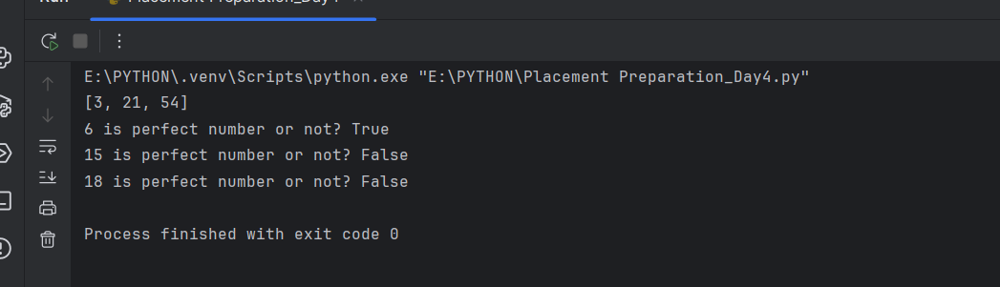 Run Placement Preparation_Day4
E:\PYTHON\.venv\Scripts\python.exe "E:\PYTHON\Placement Preparation_Day4.py"
[3, 21, 54]
6 is perfect number or not? True
15 is perfect number or not? False
18 is perfect number or not? False
Process finished with exit code 0